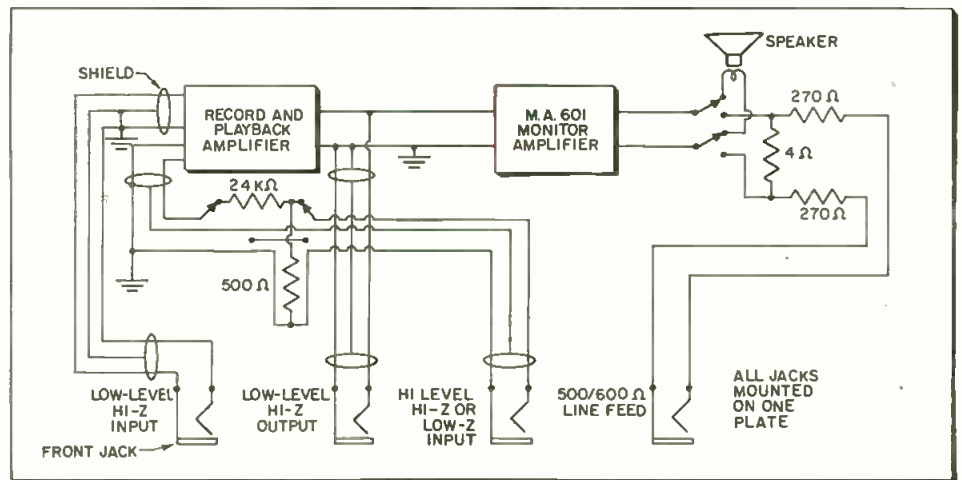 SHIELD
RECORD AND
PLAYBACK
AMPLIFIER
M.A. 601
MONITOR
AMPLIFIER
SPEAKER
270 Ω
4 Ω
270 Ω
24 KΩ
500 Ω
LOW-LEVEL
HI-Z
INPUT
FRONT JACK
LOW-LEVEL
HI-Z
OUTPUT
HI LEVEL
HI-Z OR
LOW-Z
INPUT
500/600 Ω
LINE FEED
ALL JACKS
MOUNTED
ON ONE
PLATE